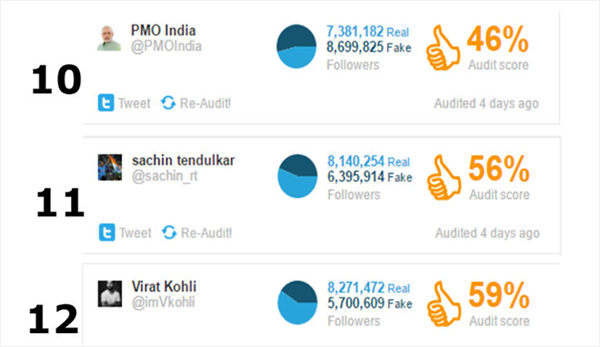 10
PMO India
@PMOIndia
7,381,182 Real
8,699,825 Fake
Followers
46%
Audit score
Tweet Re-Audit!
Audited 4 days ago
11
sachin tendulkar
@sachin_rt
8,140,254 Real
6,395,914 Fake
Followers
56%
Audit score
Tweet Re-Audit!
Audited 4 days ago
12
Virat Kohli
@imVkohli
8,271,472 Real
5,700,609 Fake
Followers
59%
Audit score